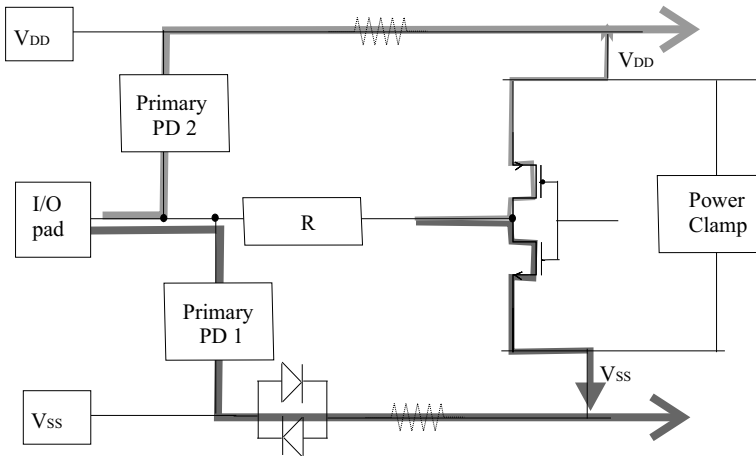 VDD
VDD
Primary
PD 2
I/O
pad
R
Power
Clamp
Primary
PD 1
VSS
VSS